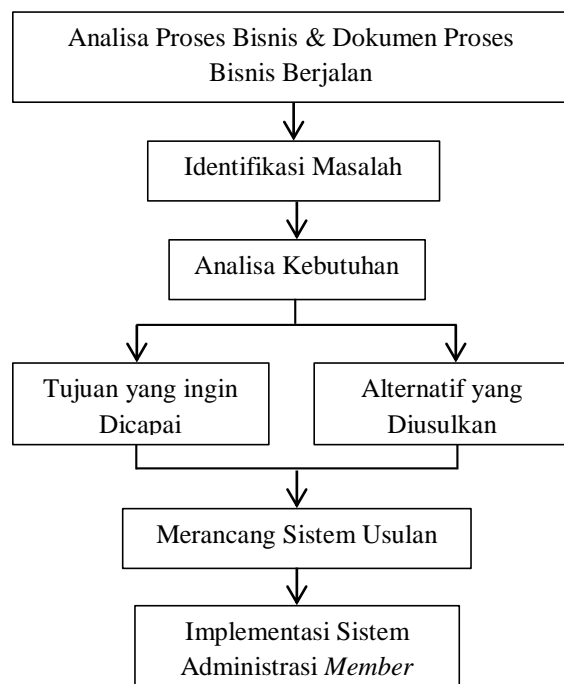 Analisa Proses Bisnis & Dokumen Proses
Bisnis Berjalan
Identifikasi Masalah
Analisa Kebutuhan
Tujuan yang ingin
Dicapai
Alternatif yang
Diusulkan
Merancang Sistem Usulan
Implementasi Sistem
Administrasi Member